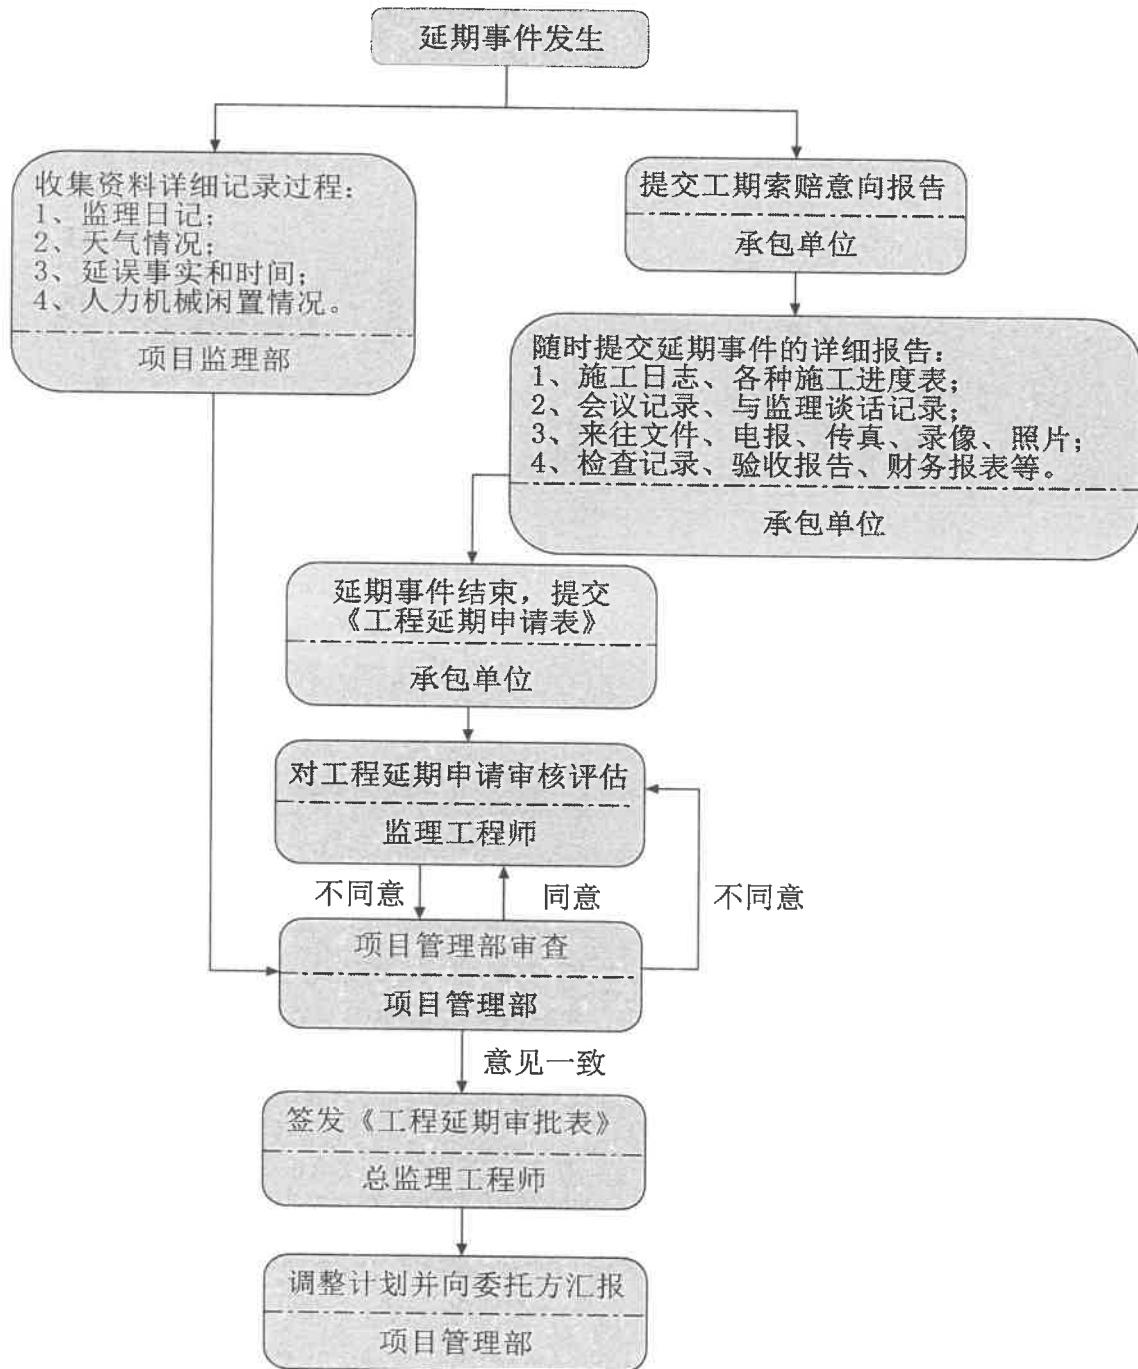 延期事件发生
收集资料详细记录过程：
1、监理日记；
2、天气情况；
3、延误事实和时间；
4、人力机械闲置情况。
项目监理部
提交工期索赔意向报告
承包单位
随时提交延期事件的详细报告：
1、施工日志、各种施工进度表；
2、会议记录、与监理谈话记录；
3、来往文件、电报、传真、录像、照片；
4、检查记录、验收报告、财务报表等。
承包单位
延期事件结束，提交
《工程延期申请表》
承包单位
对工程延期申请审核评估
监理工程师
不同意
同意
不同意
项目管理部审查
项目管理部
意见一致
签发《工程延期审批表》
总监理工程师
调整计划并向委托方汇报
项目管理部